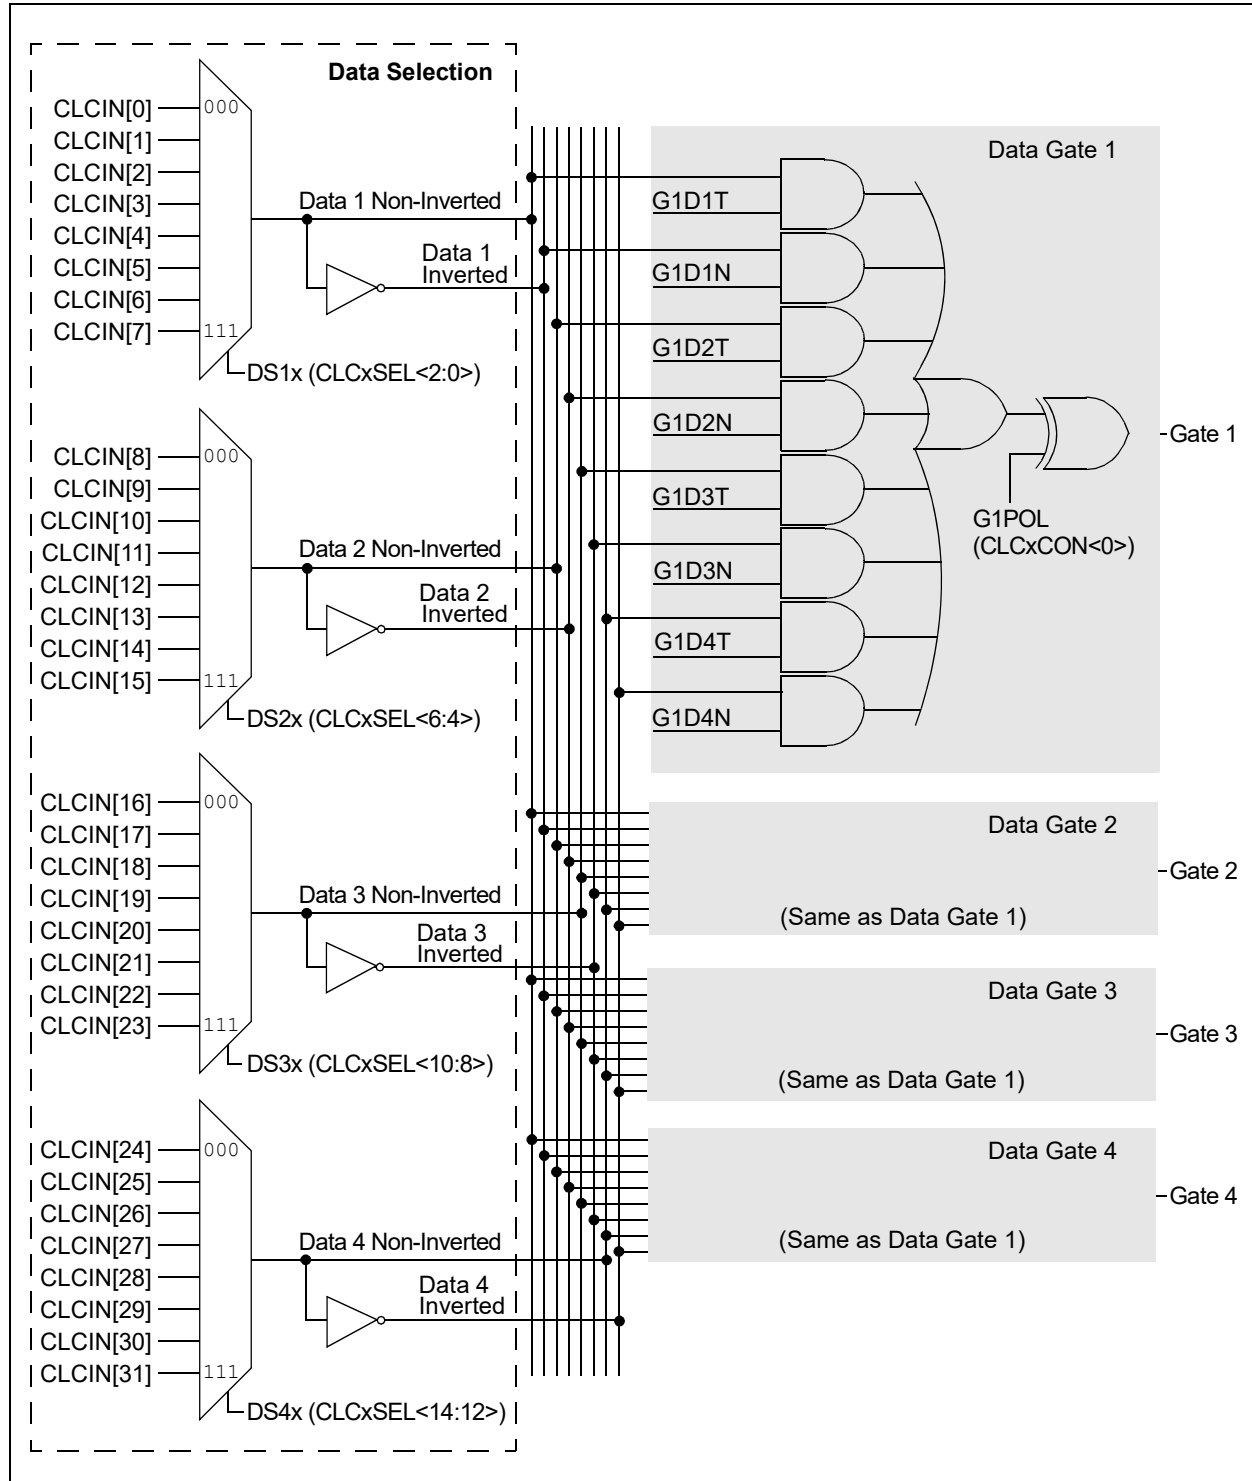 Data Selection
CLCIN[0]
000
CLCIN[1]
CLCIN[2]
CLCIN[3]
CLCIN[4]
CLCIN[5]
CLCIN[6]
CLCIN[7]
111
Data 1 Non-Inverted
Data 1
Inverted
DS1x (CLCxSEL<2:0>)
CLCIN[8]
000
CLCIN[9]
CLCIN[10]
CLCIN[11]
CLCIN[12]
CLCIN[13]
CLCIN[14]
CLCIN[15]
111
Data 2 Non-Inverted
Data 2
Inverted
DS2x (CLCxSEL<6:4>)
CLCIN[16]
000
CLCIN[17]
CLCIN[18]
CLCIN[19]
CLCIN[20]
CLCIN[21]
CLCIN[22]
CLCIN[23]
111
Data 3 Non-Inverted
Data 3
Inverted
DS3x (CLCxSEL<10:8>)
CLCIN[24]
000
CLCIN[25]
CLCIN[26]
CLCIN[27]
CLCIN[28]
CLCIN[29]
CLCIN[30]
CLCIN[31]
111
Data 4 Non-Inverted
Data 4
Inverted
DS4x (CLCxSEL<14:12>)
Data Gate 1
G1D1T
G1D1N
G1D2T
G1D2N
G1D3T
G1D3N
G1D4T
G1D4N
G1POL
(CLCxCON<0>)
Gate 1
Data Gate 2
(Same as Data Gate 1)
Gate 2
Data Gate 3
(Same as Data Gate 1)
Gate 3
Data Gate 4
(Same as Data Gate 1)
Gate 4